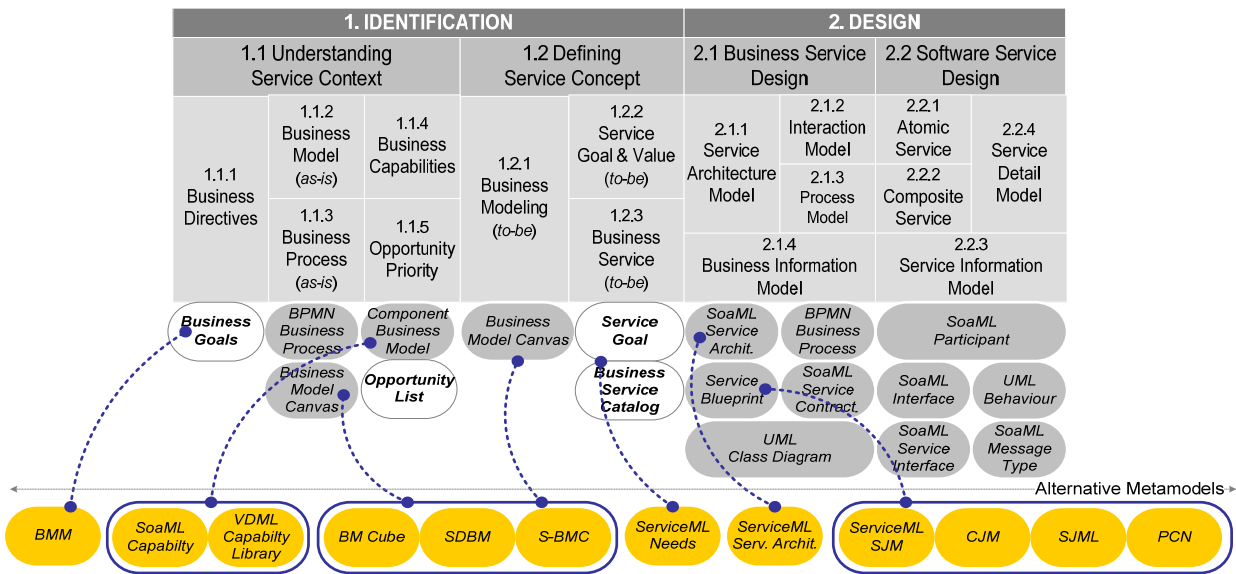 1. IDENTIFICATION
2. DESIGN
1.1 Understanding
Service Context
1.2 Defining
Service Concept
2.1 Business Service
Design
2.2 Software Service
Design
1.1.1
Business
Directives
1.1.2
Business
Model
(as-is)
1.1.3
Business
Process
(as-is)
1.1.4
Business
Capabilities
1.1.5
Opportunity
Priority
1.2.1
Business
Modeling
(to-be)
1.2.2
Service
Goal & Value
(to-be)
1.2.3
Business
Service
(to-be)
2.1.1
Service
Architecture
Model
2.1.2
Interaction
Model
2.1.3
Process
Model
2.1.4
Business Information
Model
2.2.1
Atomic
Service
2.2.2
Composite
Service
2.2.4
Service
Detail
Model
2.2.3
Service Information
Model
Business
Goals
BPMN
Business
Process
Component
Business
Model
Business
Model Canvas
Service
Goal
SoaML
Service
Archit.
BPMN
Business
Process
SoaML
Participant
Business
Model
Canvas
Opportunity
List
Business
Service
Catalog
Service
Blueprint
SoaML
Service
Contract.
SoaML
Interface
UML
Behaviour
UML
Class Diagram
SoaML
Service
Interface
SoaML
Message
Type
Alternative Metamodels
BMM
SoaML
Capabilty
VDML
Capabilty
Library
BM Cube
SDBM
S-BMC
ServiceML
Needs
ServiceML
Serv. Archit.
ServiceML
SJM
CJM
SJML
PCN